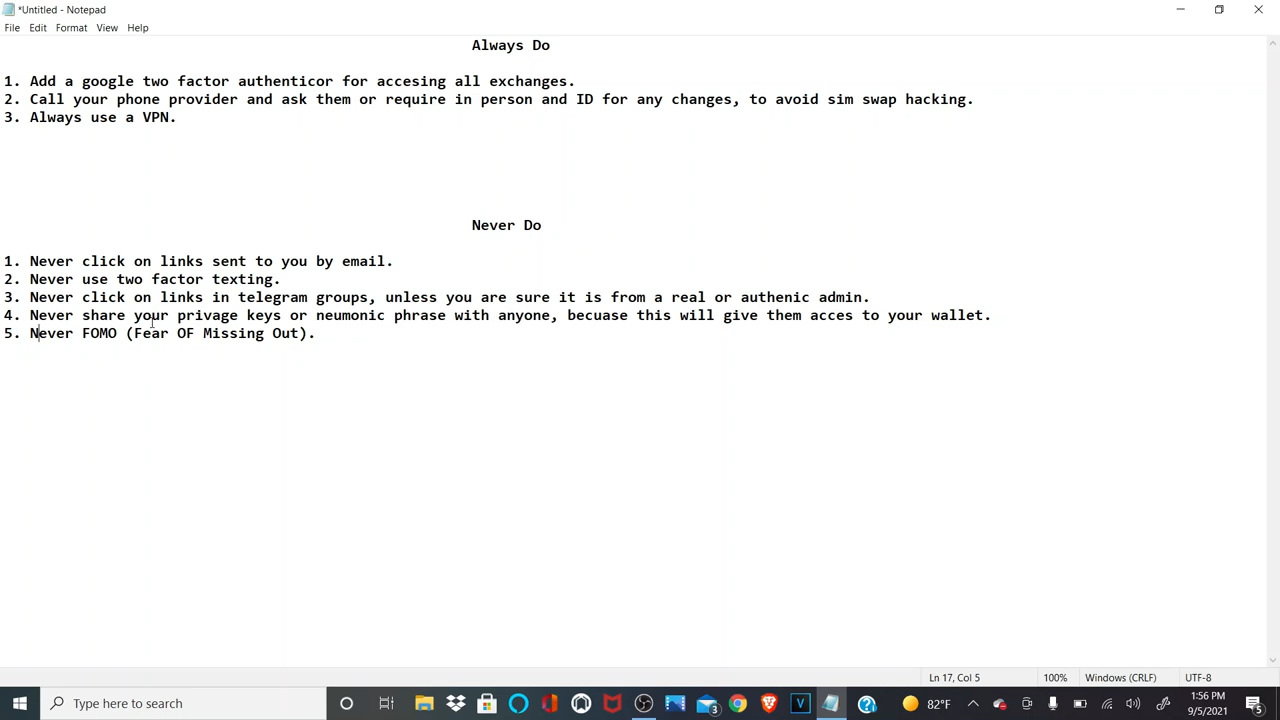 *Untitled - Notepad
File Edit Format View Help
Always Do
1. Add a google two factor authenticor for accesing all exchanges.
2. Call your phone provider and ask them or require in person and ID for any changes, to avoid sim swap hacking.
3. Always use a VPN.
Never Do
1. Never click on links sent to you by email.
2. Never use two factor texting.
3. Never click on links in telegram groups, unless you are sure it is from a real or authenic admin.
4. Never share your privage keys or neumonic phrase with anyone, becuase this will give them acces to your wallet.
5. Never FOMO (Fear OF Missing Out).
Ln 17, Col 5 100% Windows (CRLF) UTF-8
Type here to search 3 V 82°F 1:56 PM
9/5/2021 5